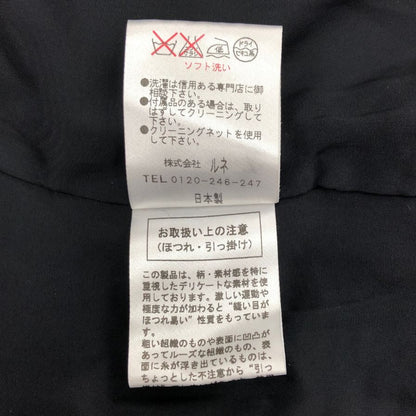 ドライ
セキユ系
ソフト洗い
●洗濯は信用ある専門店に御
相談下さい。
●付属品のある場合は、取り
はずしてクリーニングして
下さい。
●クリーニングネットを使用
して下さい。
株式会社 ルネ
TEL 0120-246-247
日本製
お取扱い上の注意
(ほつれ・引っ掛け)
この製品は、柄・素材感を特に
重視したデリケートな素材を使
用しております。激しい運動や
極度な力が加わると“縫い目が
ほつれ易い”性質をもっていま
す。
粗い組織のものや表面に凹凸が
あってルーズな組織のもの、表
面に糸が浮き出ているものは、
ちょっとした不注意から“引っ